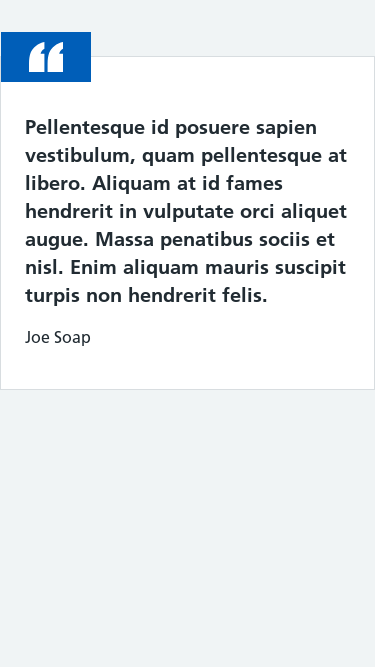 Pellentesque id posuere sapien
vestibulum, quam pellentesque at
libero. Aliquam at id fames
hendrerit in vulputate orci aliquet
augue. Massa penatibus sociis et
nisl. Enim aliquam mauris suscipit
turpis non hendrerit felis.
Joe Soap